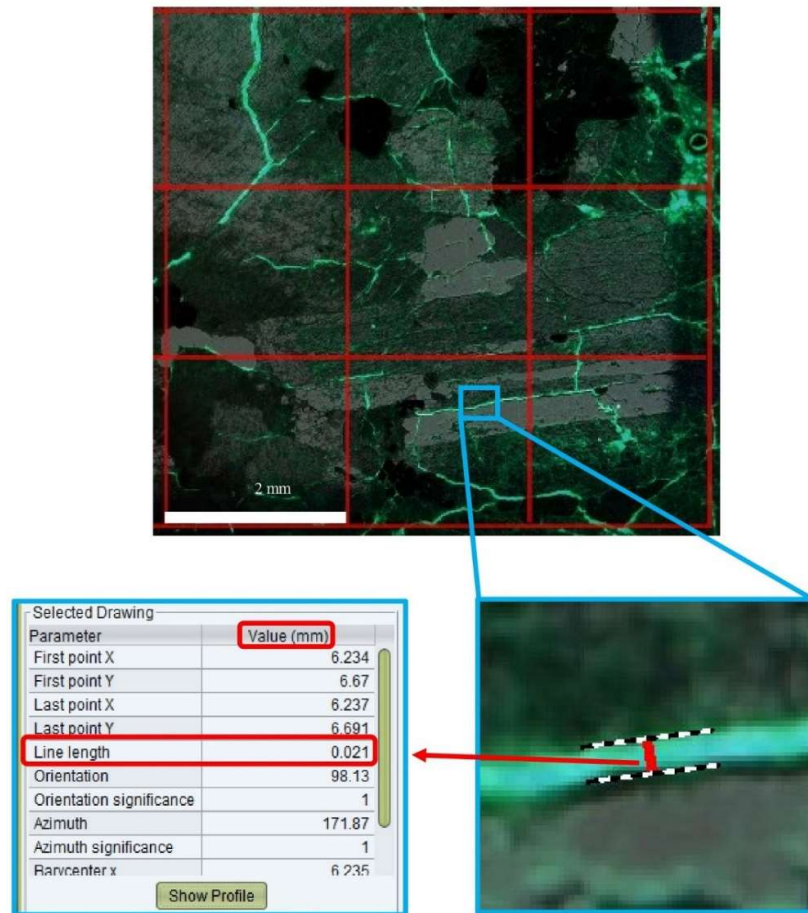 2 mm
Selected Drawing
Parameter Value (mm)
First point X 6.234
First point Y 6.67
Last point X 6.237
Last point Y 6.691
Line length 0.021
Orientation 98.13
Orientation significance 1
Azimuth 171.87
Azimuth significance 1
Barycenter x 6.235
Show Profile